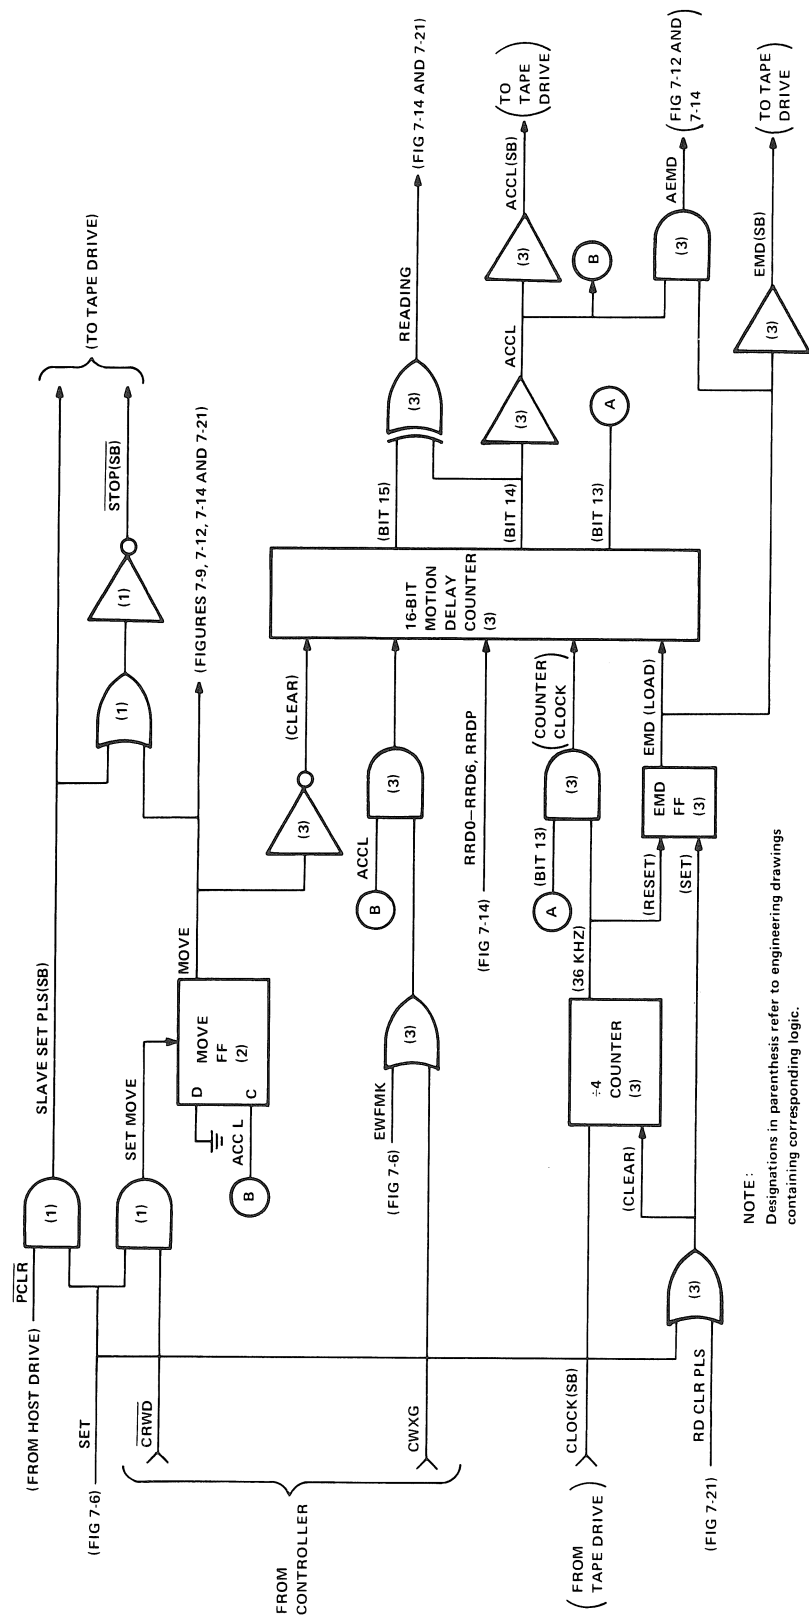 (FROM HOST DRIVE)
PCLR
(1)
SLAVE SET PLS(SB)
(TO TAPE DRIVE)
SET
(FIG 7-6)
(1)
SET MOVE
(1)
(1)
STOP(SB)
CRWD
D
C
MOVE
FF
(2)
ACC L
B
MOVE
(FIGURES 7-9, 7-12, 7-14 AND 7-21)
FROM
CONTROLLER
(3)
(CLEAR)
EWFMK
(FIG 7-6)
CWXG
(3)
B
ACCL
(3)
RRD0–RRD6, RRDP
(FIG 7-14)
16-BIT
MOTION
DELAY
COUNTER
(3)
(BIT 15)
(BIT 14)
(BIT 13)
A
(3)
READING
(FIG 7-14 AND 7-21)
(3)
ACCL
(3)
ACCL(SB)
(TO
TAPE
DRIVE)
B
(3)
AEMD
(FIG 7-12 AND
7-14)
CLOCK(SB)
(FROM
TAPE DRIVE)
÷4
COUNTER
(3)
(36 KHZ)
A
(BIT 13)
(3)
(COUNTER
CLOCK)
(CLEAR)
(RESET)
(SET)
EMD
FF
(3)
EMD (LOAD)
(3)
EMD(SB)
(TO TAPE
DRIVE)
RD CLR PLS
(FIG 7-21)
(3)
NOTE:
Designations in parenthesis refer to engineering drawings
containing corresponding logic.